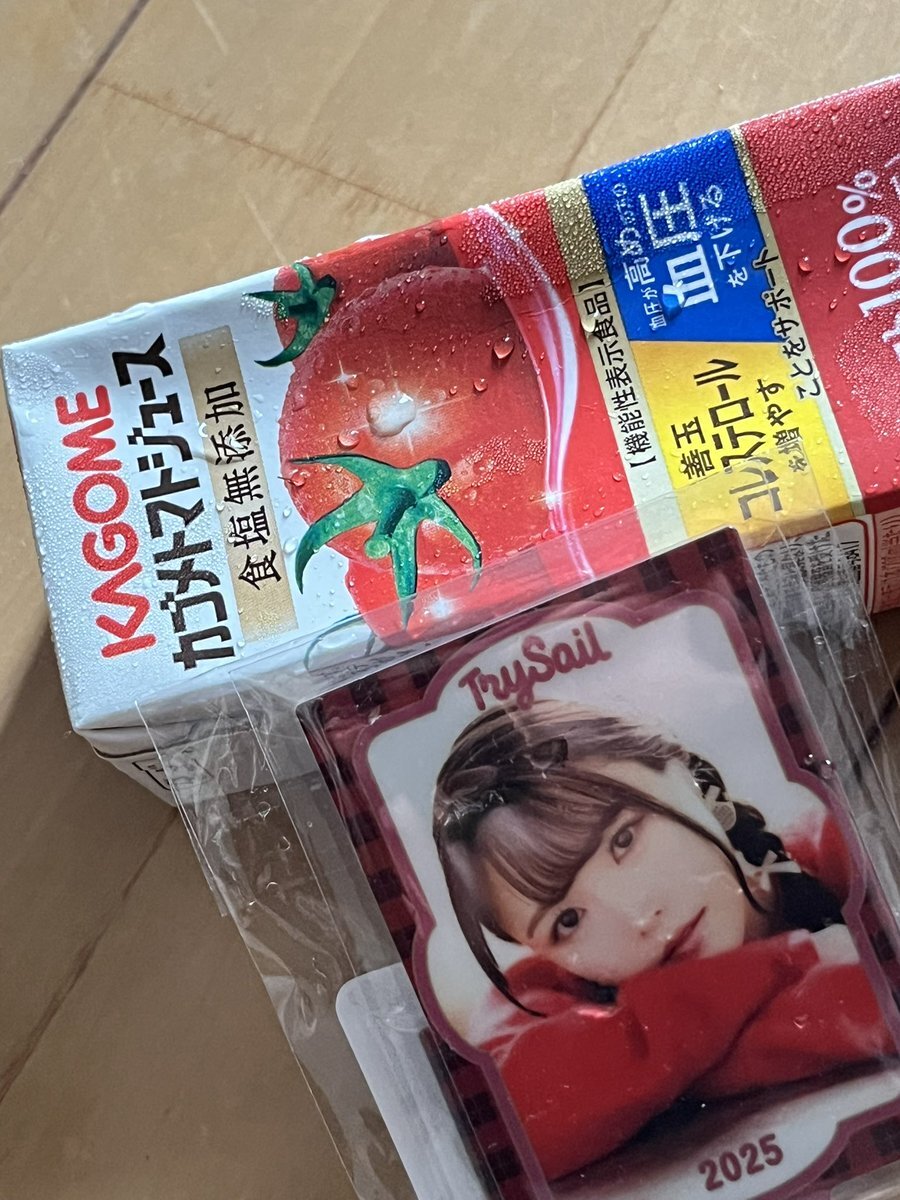 KAGOME
カゴメトマトジュース
食塩無添加
【機能性表示食品】
血圧が高めの方の
血圧
を下げる
善玉
コレステロール
を増やす
ことをサポート
100%
TrySail
2025